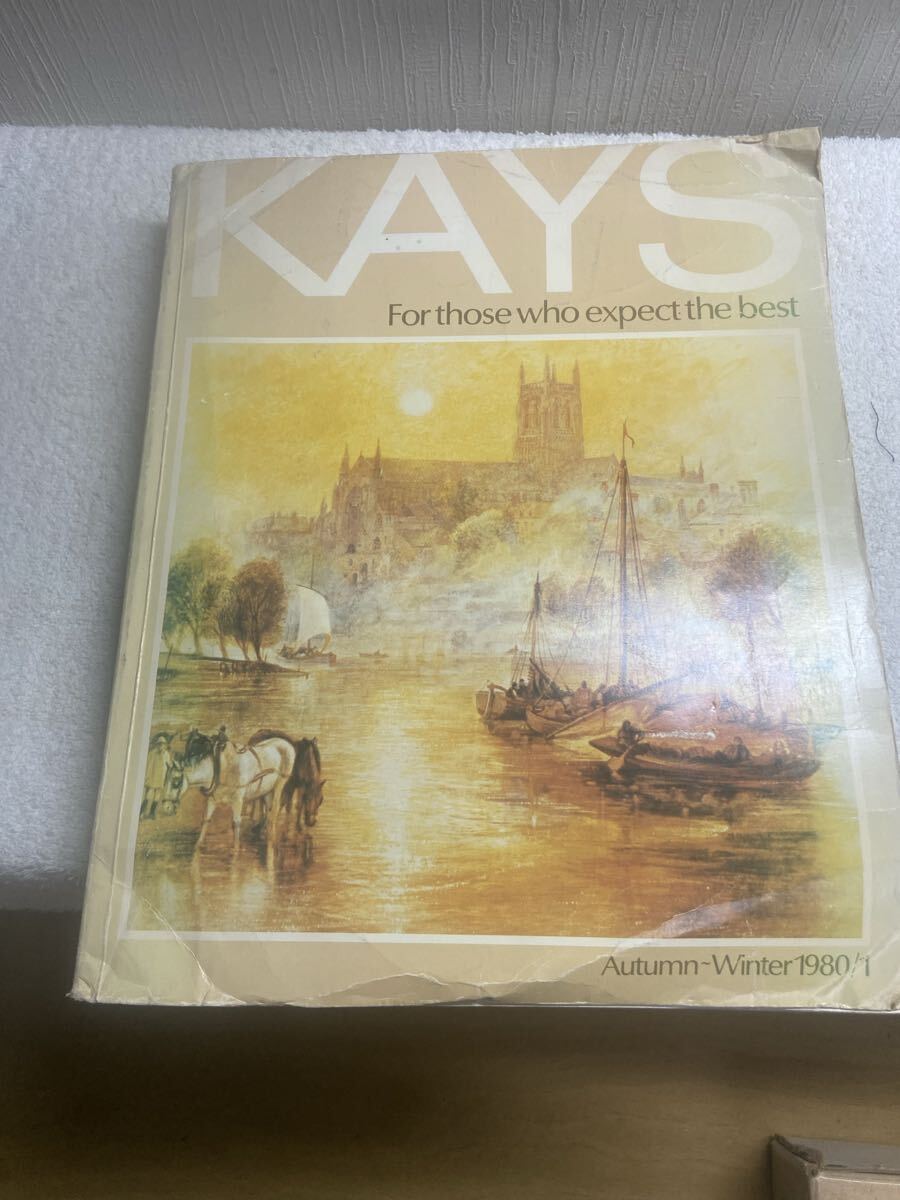 KAYS
For those who expect the best
Autumn~Winter 1980/1